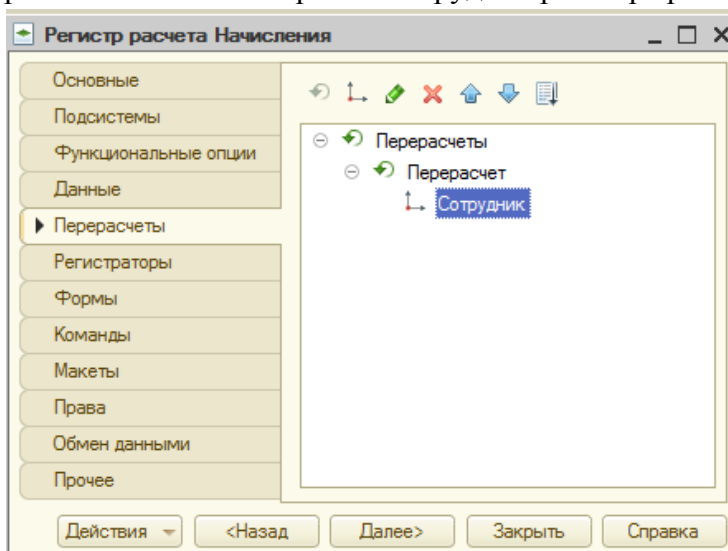 Регистр расчета Начисления
Основные
Подсистемы
Функциональные опции
Данные
Перерасчеты
Регистраторы
Формы
Команды
Макеты
Права
Обмен данными
Прочее
Перерасчеты
Перерасчет
Сотрудник
Действия
<Назад
Далее>
Закрыть
Справка